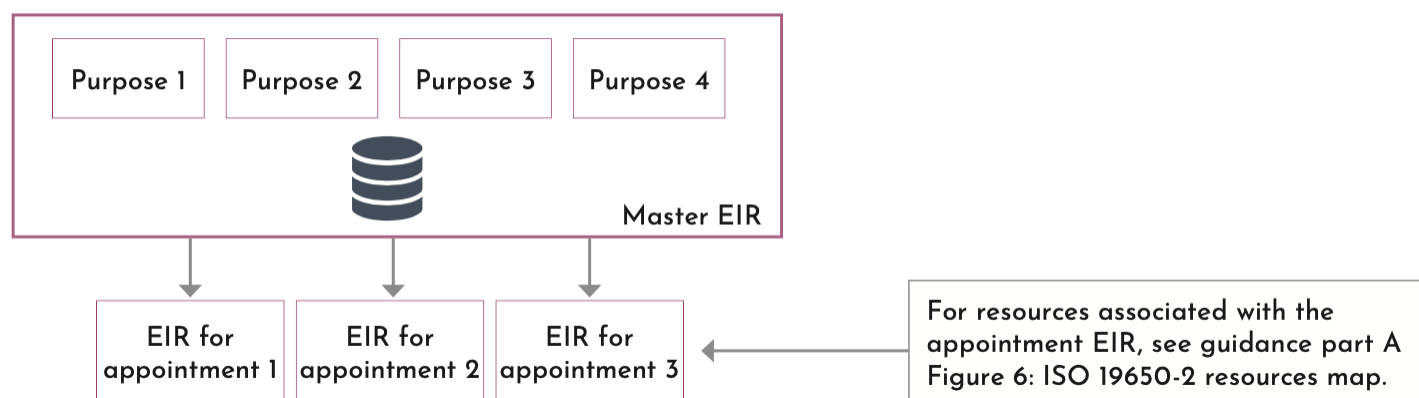 Purpose 1
Purpose 2
Purpose 3
Purpose 4
Master EIR
EIR for
appointment 1
EIR for
appointment 2
EIR for
appointment 3
For resources associated with the
appointment EIR, see guidance part A
Figure 6: ISO 19650-2 resources map.